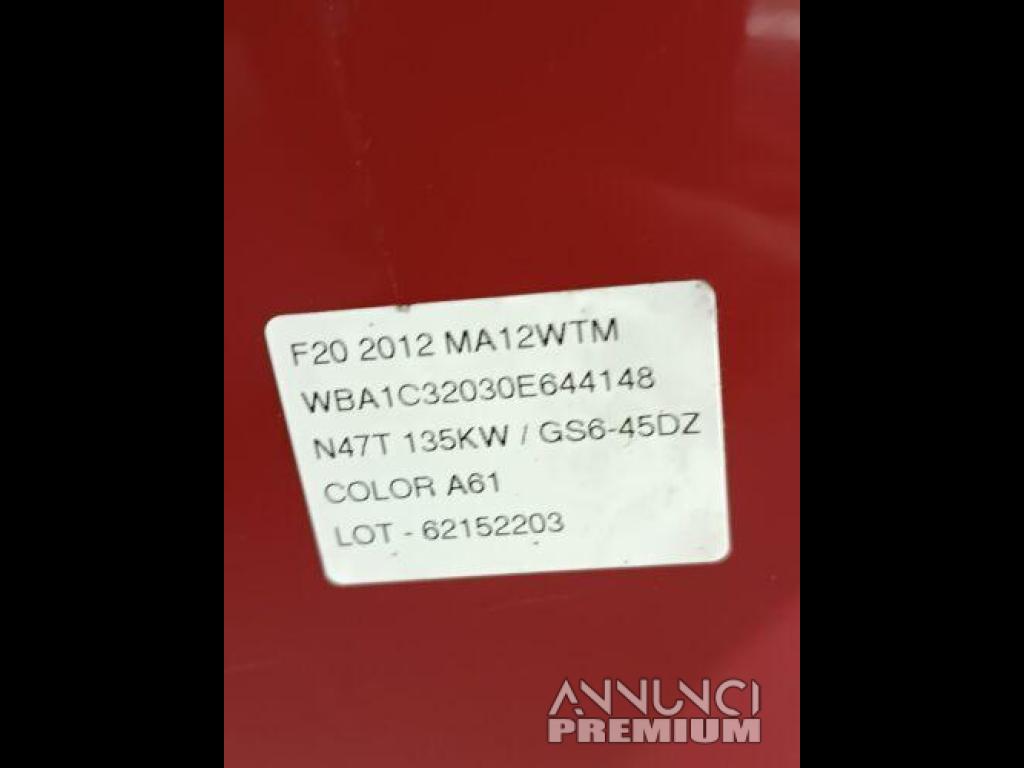 F20 2012 MA12WTM
WBA1C32030E644148
N47T 135KW / GS6-45DZ
COLOR A61
LOT - 62152203
ANNUNCI
PREMIUM